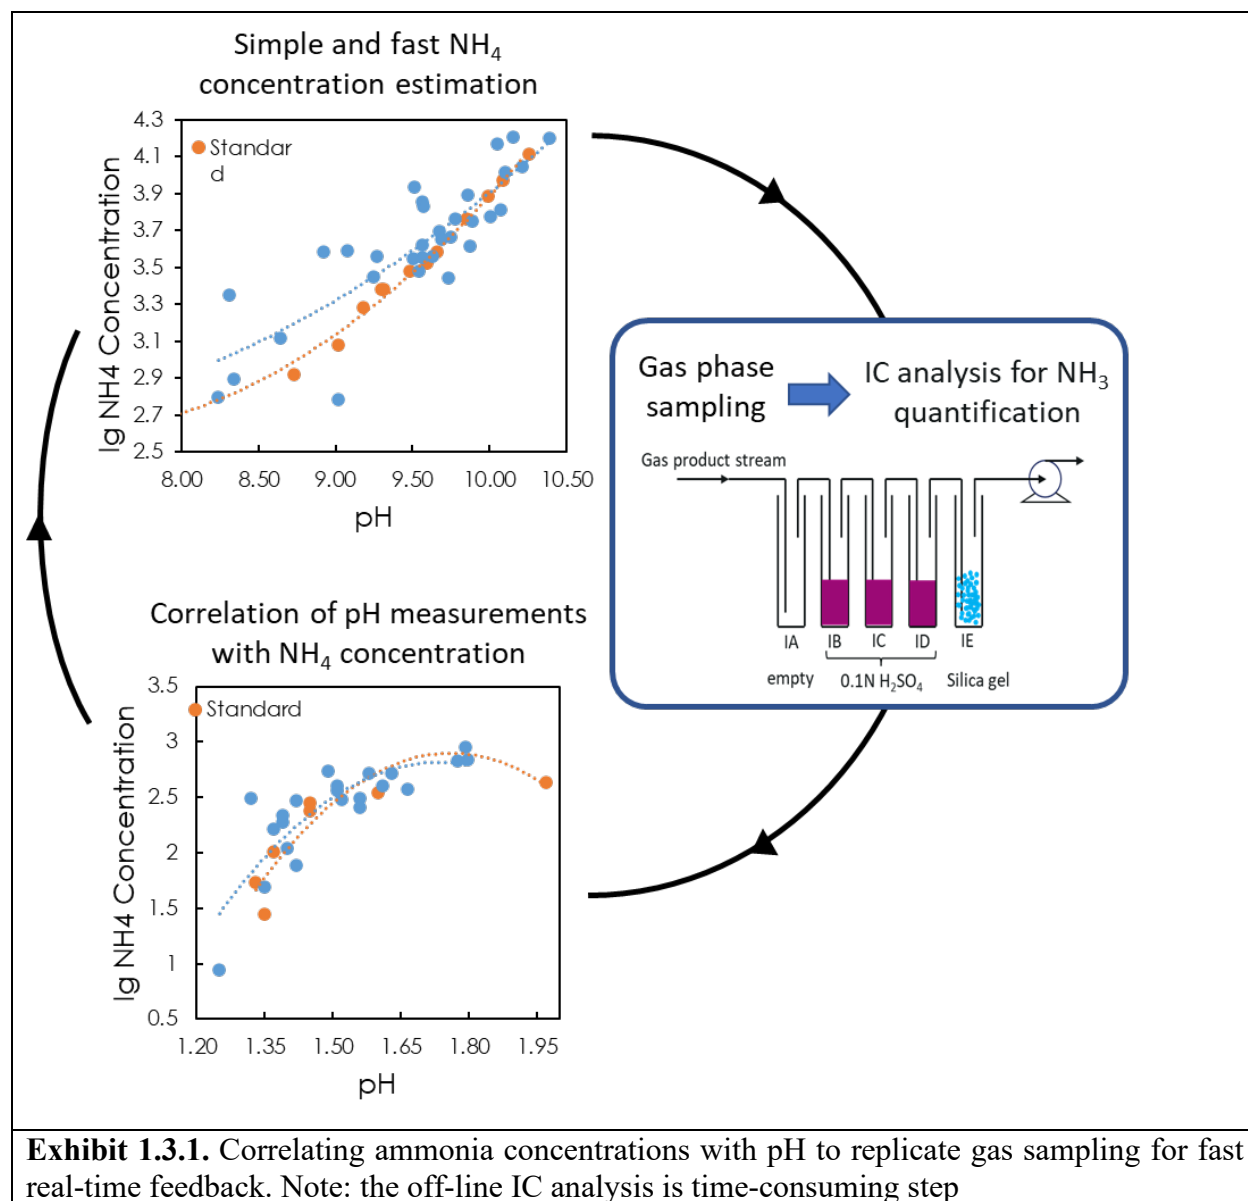 Simple and fast NH4
concentration estimation
4.3
4.1
3.9
3.7
3.5
3.3
3.1
2.9
2.7
2.5
lg NH4 Concentration
Standar
d
8.00 8.50 9.00 9.50 10.00 10.50
pH
Gas phase
sampling
IC analysis for NH3
quantification
Gas product stream
IA IB IC ID IE
empty 0.1N H2SO4 Silica gel
Correlation of pH measurements
with NH4 concentration
3.5
3
2.5
2
1.5
1
0.5
lg NH4 Concentration
Standard
1.20 1.35 1.50 1.65 1.80 1.95
pH
Exhibit 1.3.1. Correlating ammonia concentrations with pH to replicate gas sampling for fast
real-time feedback. Note: the off-line IC analysis is time-consuming step